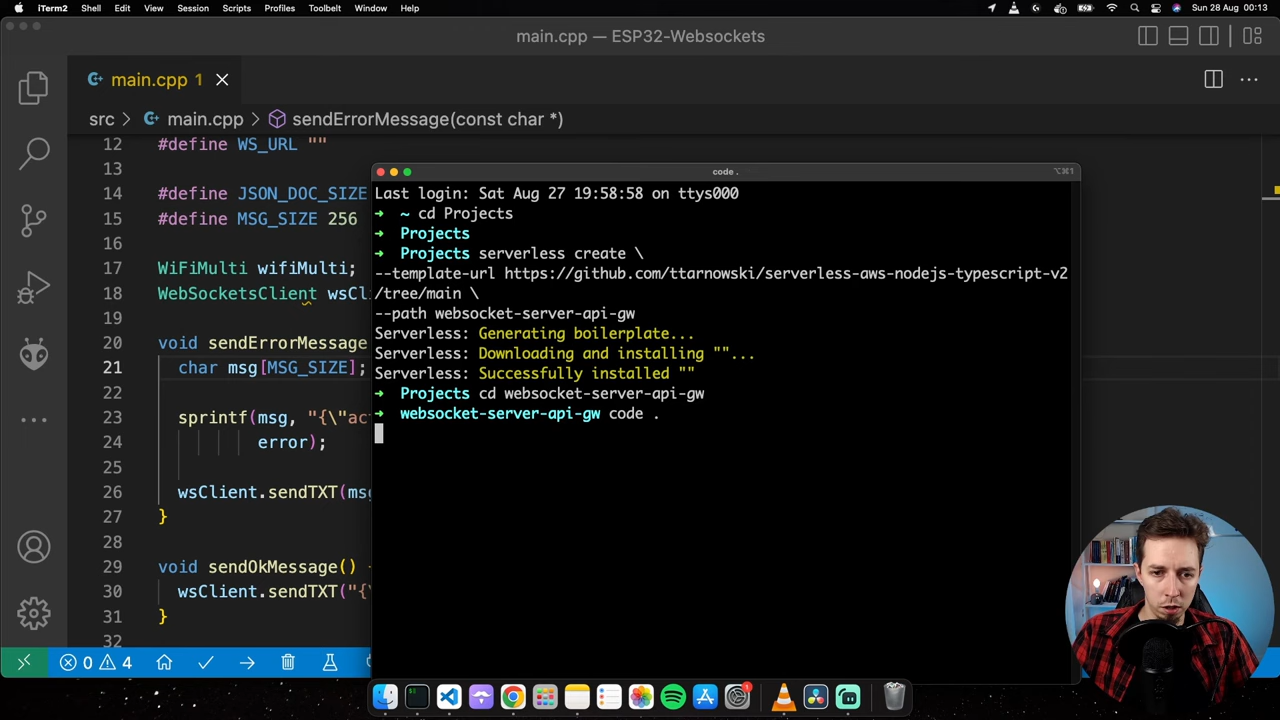 iTerm2 Shell Edit View Session Scripts Profiles Toolbelt Window Help Sun 28 Aug 00:13
main.cpp — ESP32-Websockets
main.cpp 1
src > main.cpp > sendErrorMessage(const char *)
12 #define WS_URL ""
13
14 #define JSON_DOC_SIZE
15 #define MSG_SIZE 256
16
17 WiFiMulti wifiMulti;
18 WebSocketsClient wsCl
19
20 void sendErrorMessage
21 char msg[MSG_SIZE];
22
23 sprintf(msg, "{\"ac
24 error);
25
26 wsClient.sendTXT(ms
27 }
28
29 void sendOkMessage()
30 wsClient.sendTXT("{
31 }
32
0 4
code .
⌥⌘1
Last login: Sat Aug 27 19:58:58 on ttys000
➜ ~ cd Projects
➜ Projects
➜ Projects serverless create \
--template-url https://github.com/ttarnowski/serverless-aws-nodejs-typescript-v2
/tree/main \
--path websocket-server-api-gw
Serverless: Generating boilerplate...
Serverless: Downloading and installing ""...
Serverless: Successfully installed ""
➜ Projects cd websocket-server-api-gw
➜ websocket-server-api-gw code .
1